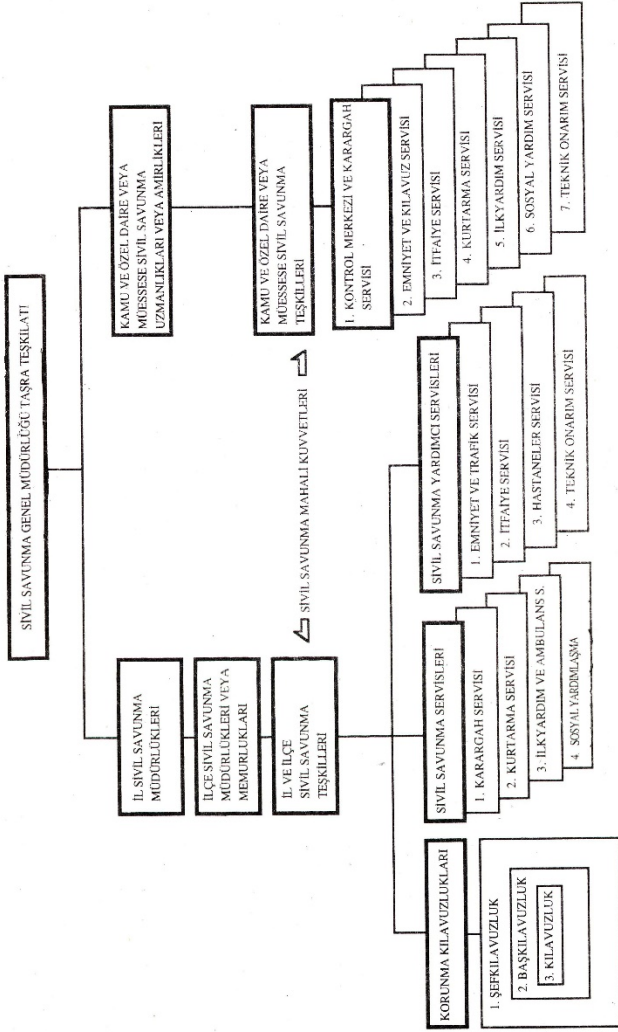 SİVİL SAVUNMA GENEL MÜDÜRLÜĞÜ TAŞRA TEŞKİLATI
İL SİVİL SAVUNMA
MÜDÜRLÜKLERİ
İLÇE SİVİL SAVUNMA
MÜDÜRLÜKLERİ VEYA
MEMURLUKLARI
İL VE İLÇE
SİVİL SAVUNMA
TEŞKİLLERİ
SİVİL SAVUNMA MAHALİ KUVVETLERİ
KAMU VE ÖZEL DAİRE VEYA
MÜESSESE SİVİL SAVUNMA
UZMANLIKLARI VEYA AMİRLİKLERİ
KAMU VE ÖZEL DAİRE VEYA
MÜESSESE SİVİL SAVUNMA
TEŞKİLLERİ
KORUNMA KILAVUZLUKLARI
1. ŞEFKILAVUZLUK
2. BAŞKILAVUZLUK
3. KILAVUZLUK
SİVİL SAVUNMA SERVİSLERİ
1. KARARGAH SERVİSİ
2. KURTARMA SERVİSİ
3. İLKYARDIM VE AMBULANS S.
4. SOSYAL YARDIMLAŞMA
SİVİL SAVUNMA YARDIMCI SERVİSLERİ
1. EMNİYET VE TRAFİK SERVİSİ
2. İTFAİYE SERVİSİ
3. HASTANELER SERVİSİ
4. TEKNİK ONARIM SERVİSİ
1. KONTROL MERKEZİ VE KARARGAH
SERVİSİ
2. EMNİYET VE KILAVUZ SERVİSİ
3. İTFAİYE SERVİSİ
4. KURTARMA SERVİSİ
5. İLKYARDIM SERVİSİ
6. SOSYAL YARDIM SERVİSİ
7. TEKNİK ONARIM SERVİSİ